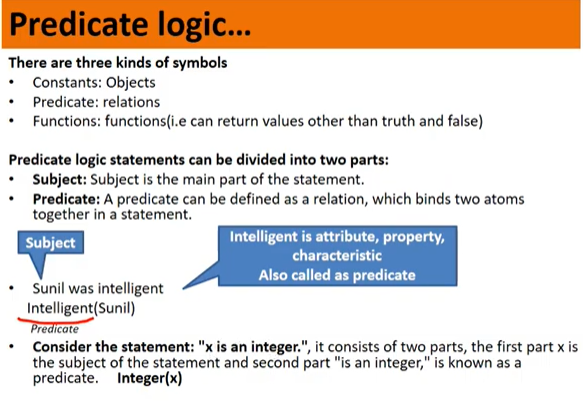 Predicate logic...
There are three kinds of symbols
• Constants: Objects
• Predicate: relations
• Functions: functions(i.e can return values other than truth and false)
Predicate logic statements can be divided into two parts:
• Subject: Subject is the main part of the statement.
• Predicate: A predicate can be defined as a relation, which binds two atoms
together in a statement.
Subject
Intelligent is attribute, property,
characteristic
Also called as predicate
• Sunil was intelligent
Intelligent(Sunil)
Predicate
• Consider the statement: "x is an integer.", it consists of two parts, the first part x is
the subject of the statement and second part "is an integer," is known as a
predicate. Integer(x)